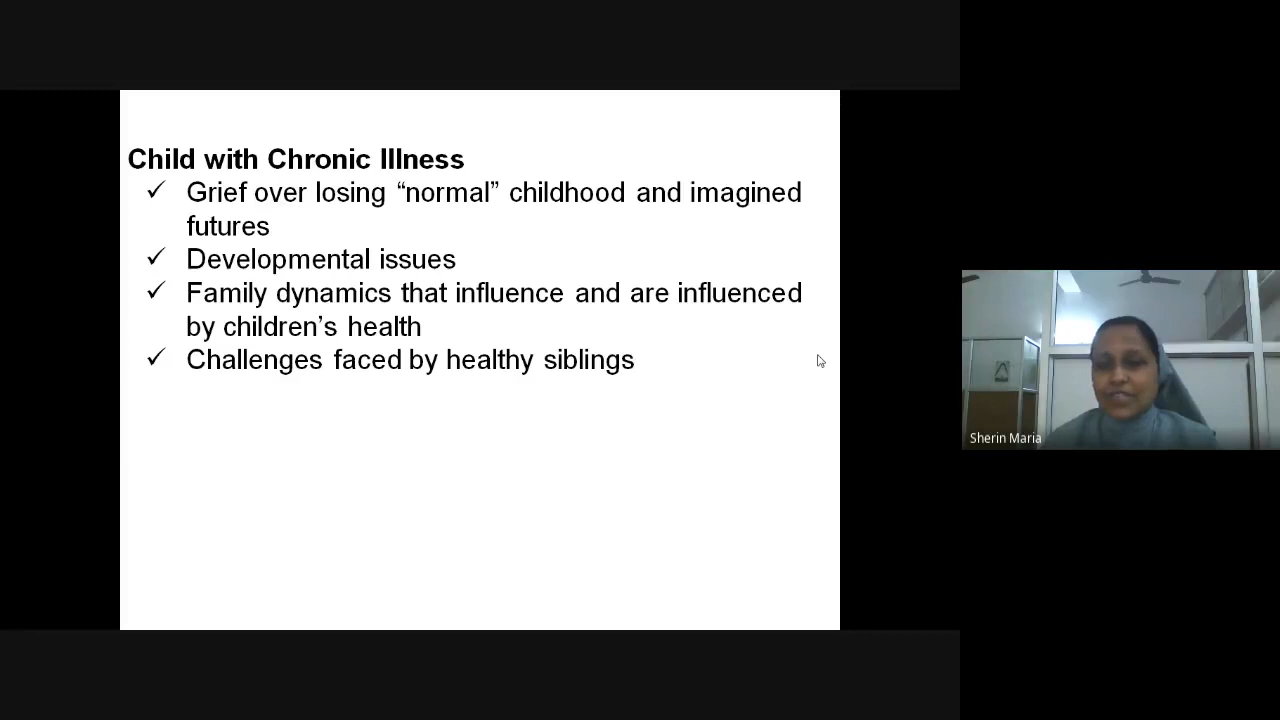 Child with Chronic Illness
✓ Grief over losing “normal” childhood and imagined
futures
✓ Developmental issues
✓ Family dynamics that influence and are influenced
by children’s health
✓ Challenges faced by healthy siblings
Sherin Maria